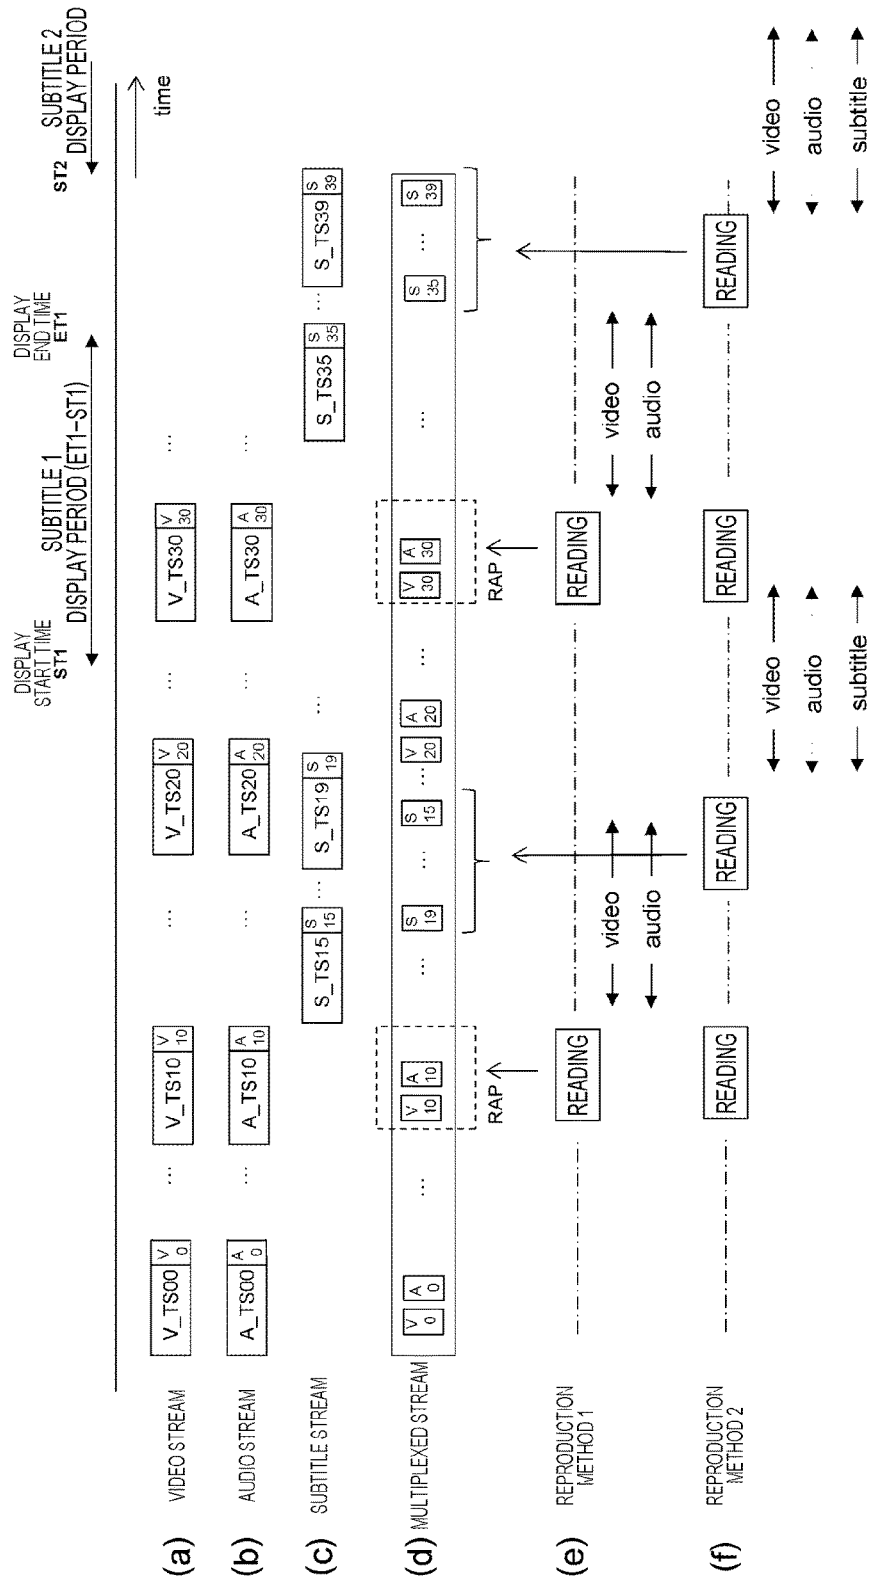 DISPLAY
START TIME
ST1
SUBTITLE 1
DISPLAY PERIOD (ET1−ST1)
DISPLAY
END TIME
ET1
ST2
SUBTITLE 2
DISPLAY PERIOD
time
(a) VIDEO STREAM V_TS00 V 0 ... V_TS10 V 10 ... V_TS20 V 20 ... V_TS30 V 30 ...
(b) AUDIO STREAM A_TS00 A 0 ... A_TS10 A 10 ... A_TS20 A 20 ... A_TS30 A 30 ...
(c) SUBTITLE STREAM S_TS15 S 15 ... S_TS19 S 19 ... S_TS35 S 35 ... S_TS39 S 39
(d) MULTIPLEXED STREAM V 0 A 0 ... V 10 A 10 ... S 19 ... S 15 ... V 20 A 20 ... V 30 A 30 ... S 35 ... S 39
RAP RAP
(e) REPRODUCTION
METHOD 1
READING READING
video video
audio audio
(f) REPRODUCTION
METHOD 2
READING READING READING READING
video video
audio audio
subtitle subtitle